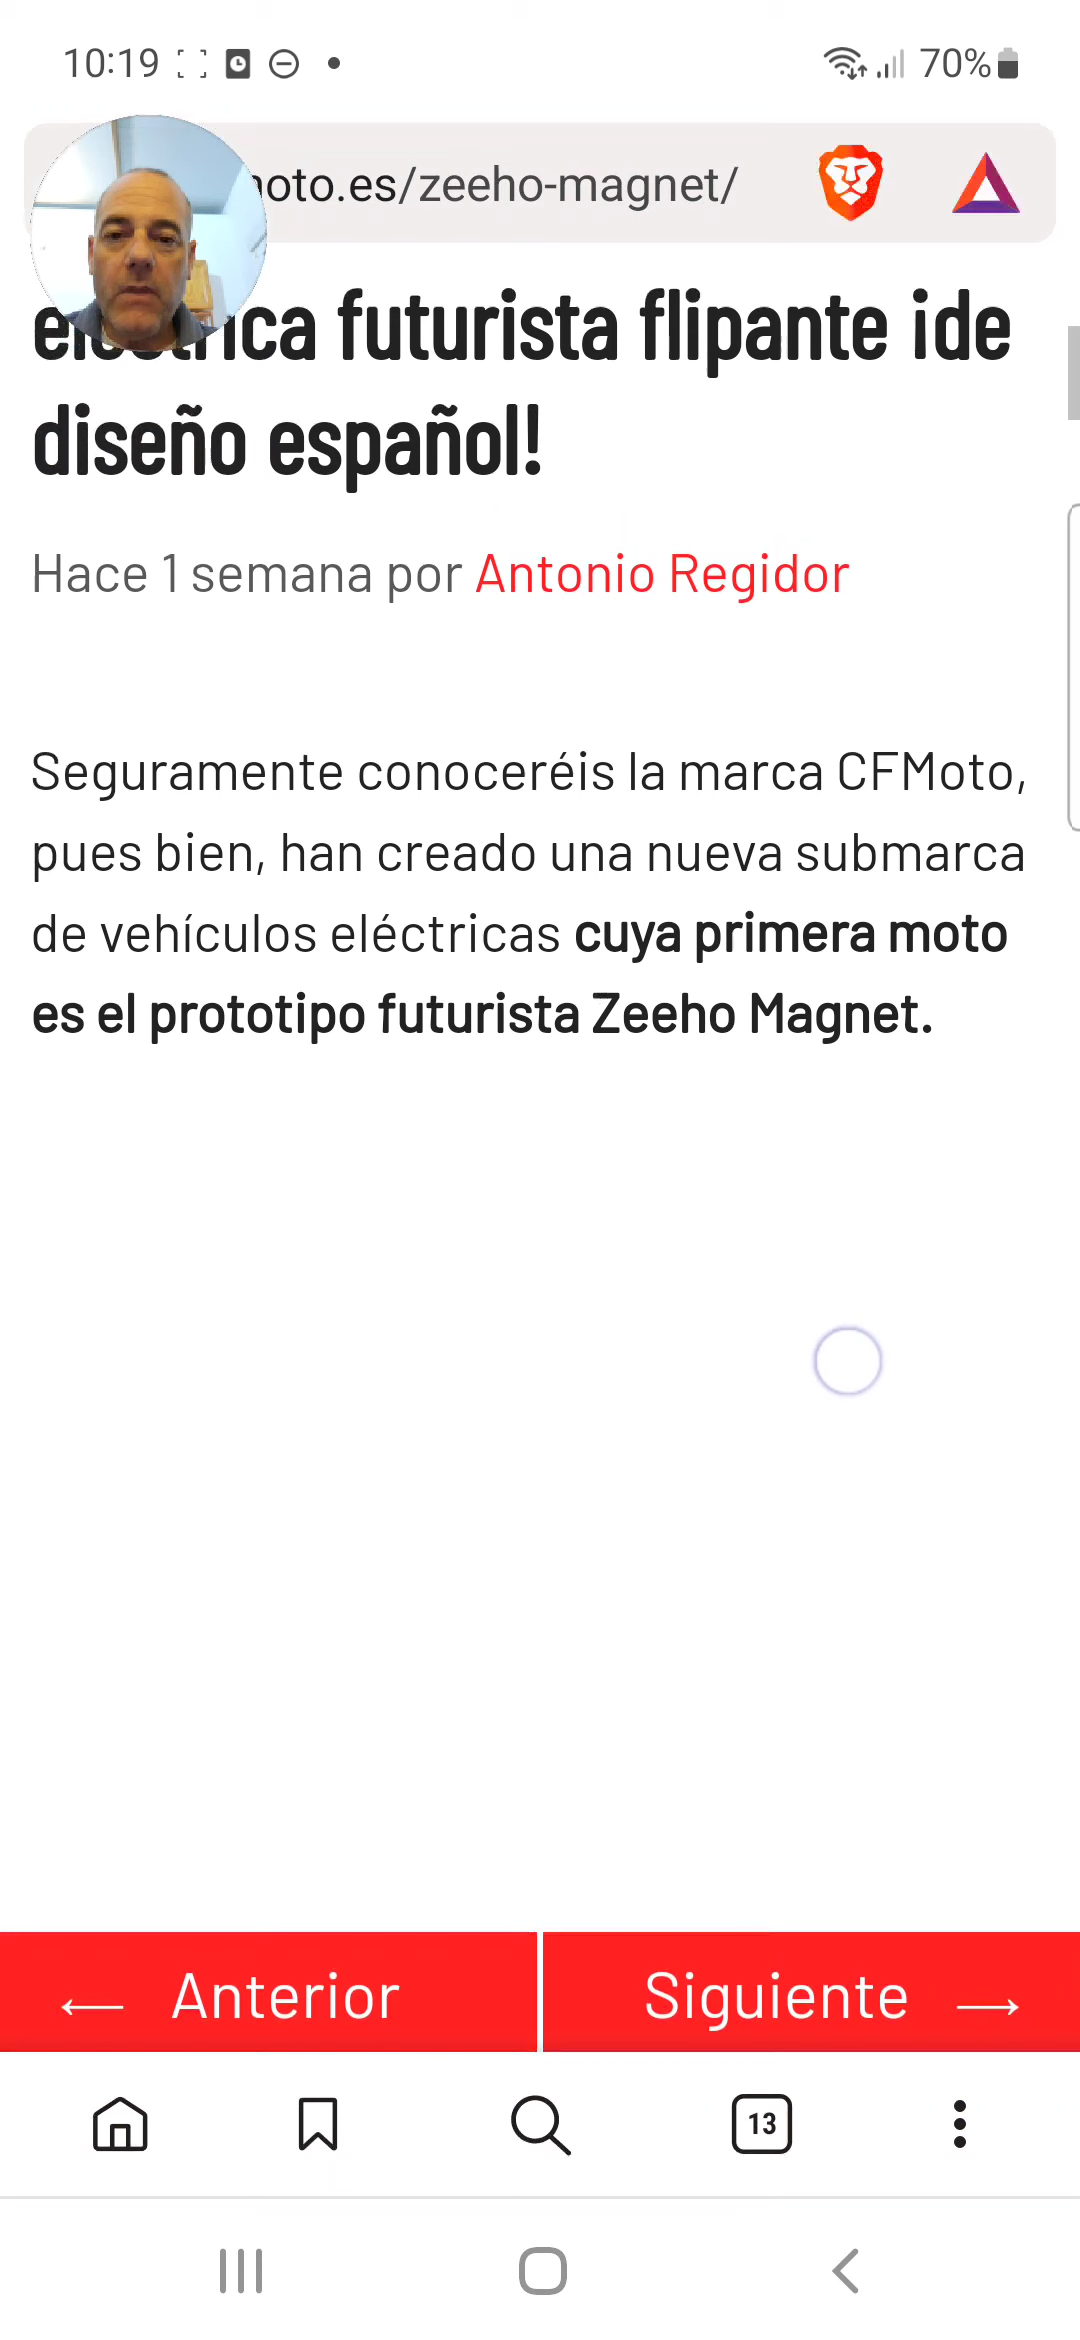 10:19
70%
oto.es/zeeho-magnet/
futurista flipante ¡de
diseño español!
Hace 1 semana por Antonio Regidor
Seguramente conoceréis la marca CFMoto,
pues bien, han creado una nueva submarca
de vehículos eléctricas cuya primera moto
es el prototipo futurista Zeeho Magnet.
← Anterior
Siguiente →
13